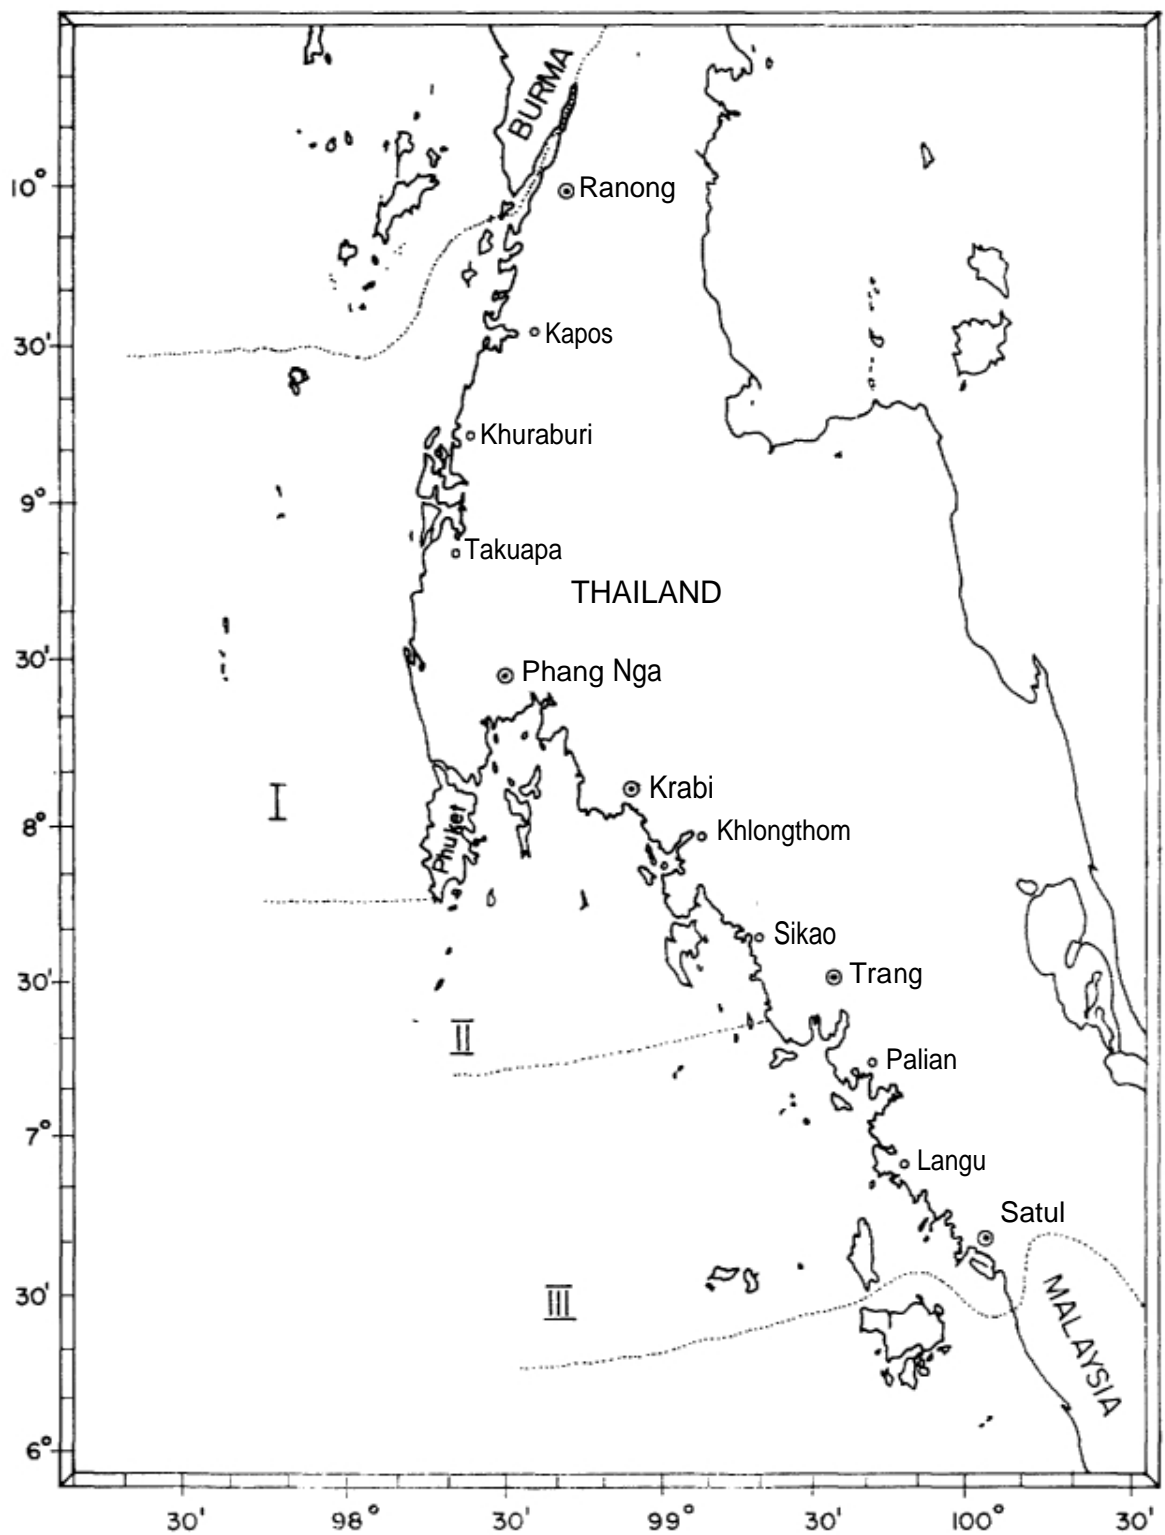 BURMA
10°
Ranong
30'
Kapos
Khuraburi
9°
Takuapa
THAILAND
30'
Phang Nga
I
Krabi
8°
Phuket
Khlongthom
Sikao
30'
Trang
II
Palian
7°
Langu
Satul
30'
III
MALAYSIA
6°
30' 98° 30' 99° 30' 100° 30'